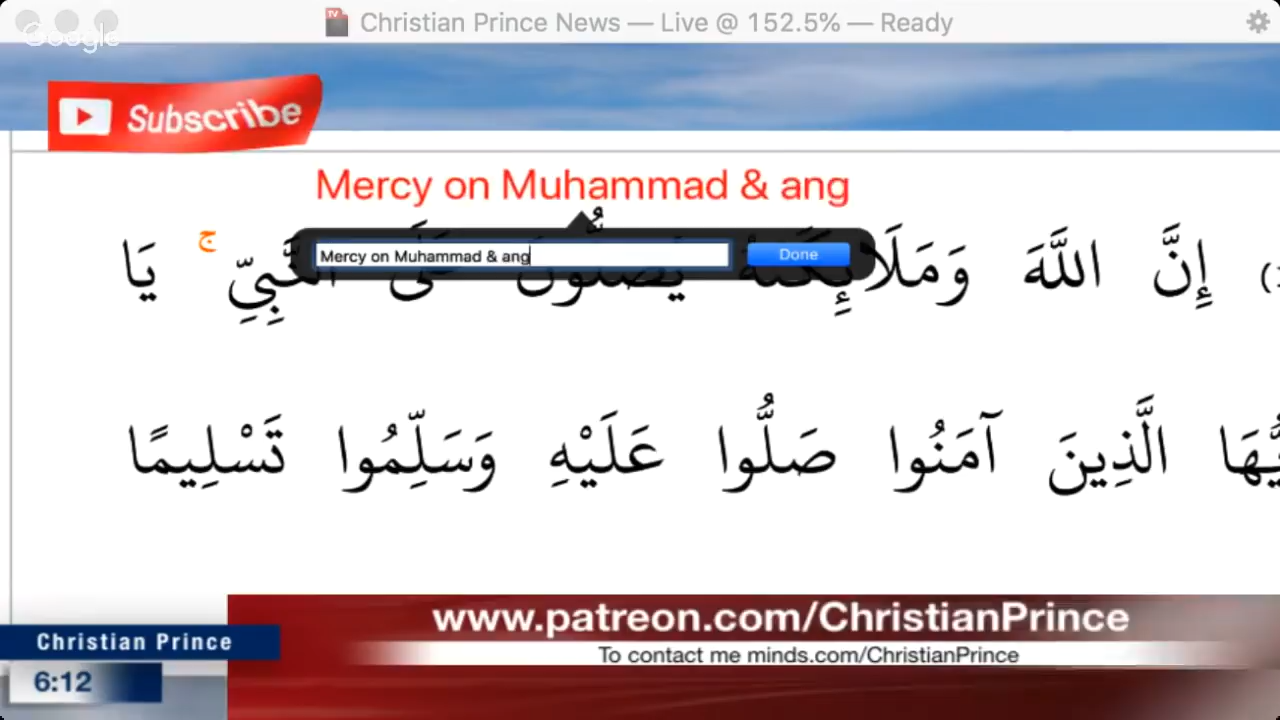 Christian Prince News — Live @ 152.5% — Ready
Google
Subscribe
Mercy on Muhammad & ang
Mercy on Muhammad & ang
Done
إِنَّ اللَّهَ وَمَلَائِكَتَهُ يُصَلُّونَ عَلَى النَّبِيِّ ۚ يَا
الَّذِينَ آمَنُوا صَلُّوا عَلَيْهِ وَسَلِّمُوا تَسْلِيمًا
www.patreon.com/ChristianPrince
To contact me minds.com/ChristianPrince
Christian Prince
6:12